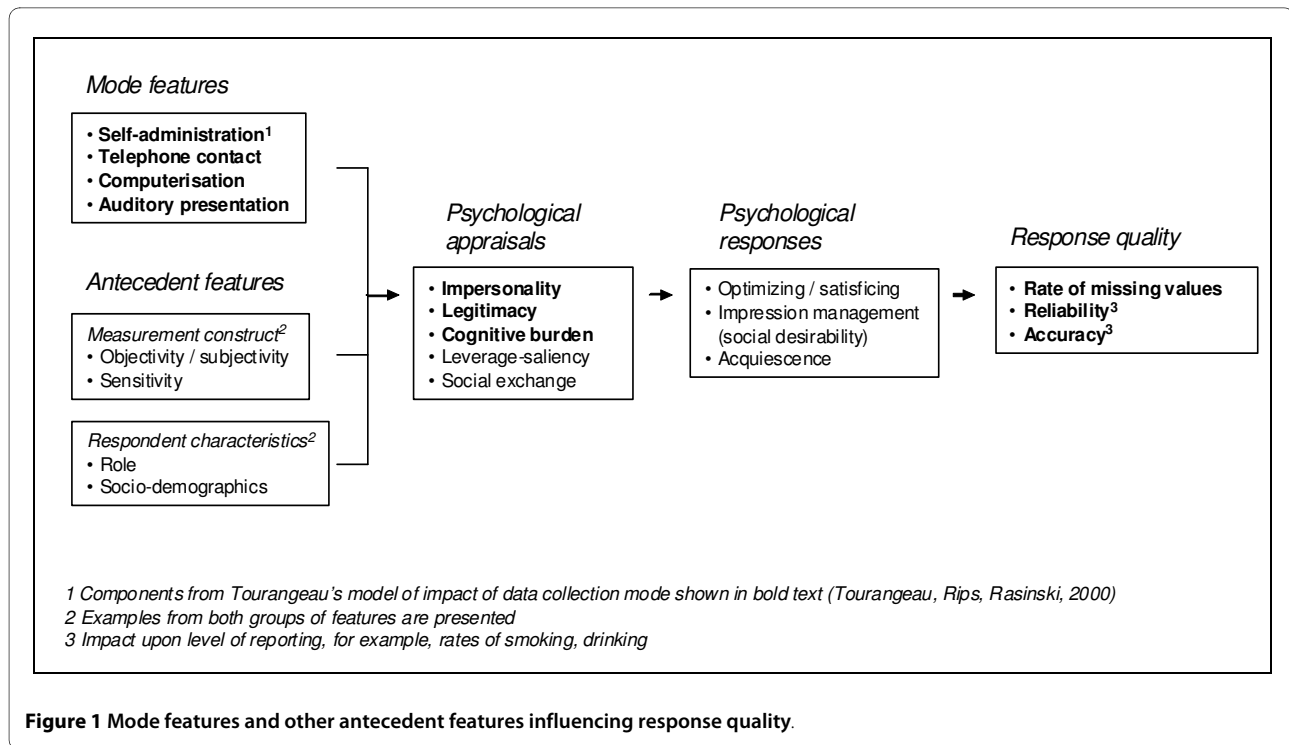 Mode features
• Self-administration¹
• Telephone contact
• Computerisation
• Auditory presentation
Antecedent features
Measurement construct²
• Objectivity / subjectivity
• Sensitivity
Respondent characteristics²
• Role
• Socio-demographics
Psychological
appraisals
• Impersonality
• Legitimacy
• Cognitive burden
• Leverage-saliency
• Social exchange
Psychological
responses
• Optimizing / satisficing
• Impression management
(social desirability)
• Acquiescence
Response quality
• Rate of missing values
• Reliability³
• Accuracy³
1 Components from Tourangeau's model of impact of data collection mode shown in bold text (Tourangeau, Rips, Rasinski, 2000)
2 Examples from both groups of features are presented
3 Impact upon level of reporting, for example, rates of smoking, drinking
Figure 1 Mode features and other antecedent features influencing response quality.